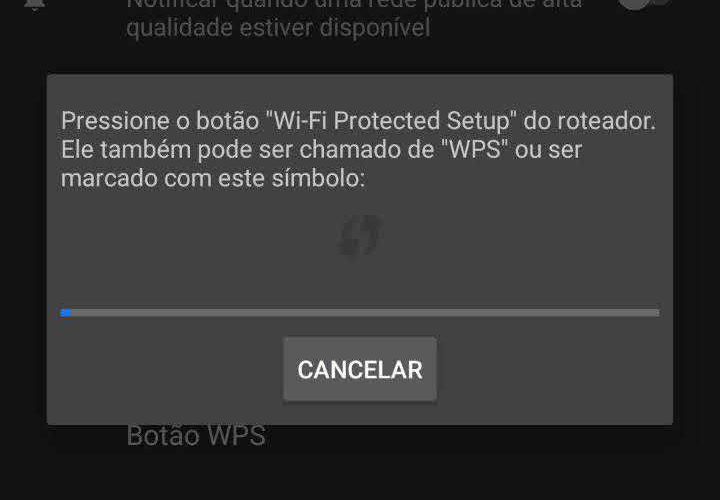 Notificar quando uma rede pública de alta
qualidade estiver disponível
Pressione o botão "Wi-Fi Protected Setup" do roteador.
Ele também pode ser chamado de "WPS" ou ser
marcado com este símbolo:
CANCELAR
Botão WPS